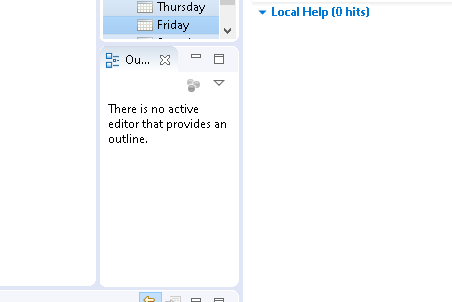 Thursday
Friday
Local Help (0 hits)
Ou...
There is no active
editor that provides an
outline.